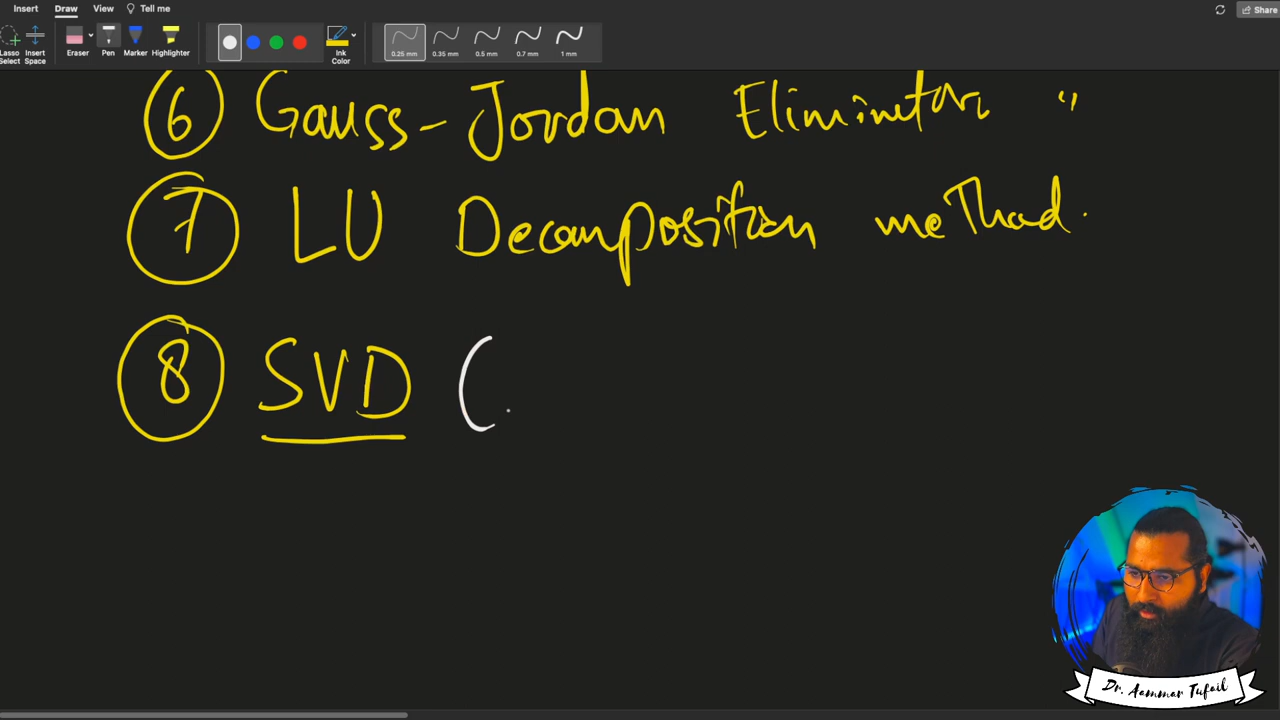 Insert Draw View Tell me Share
Lasso Select Insert Space Eraser Pen Marker Highlighter Ink Color 0.25 mm 0.35 mm 0.5 mm 0.7 mm 1 mm
6 Gauss-Jordan Elimination "
7 LU Decomposition method.
8 SVD (
Dr. Aammar Tufail